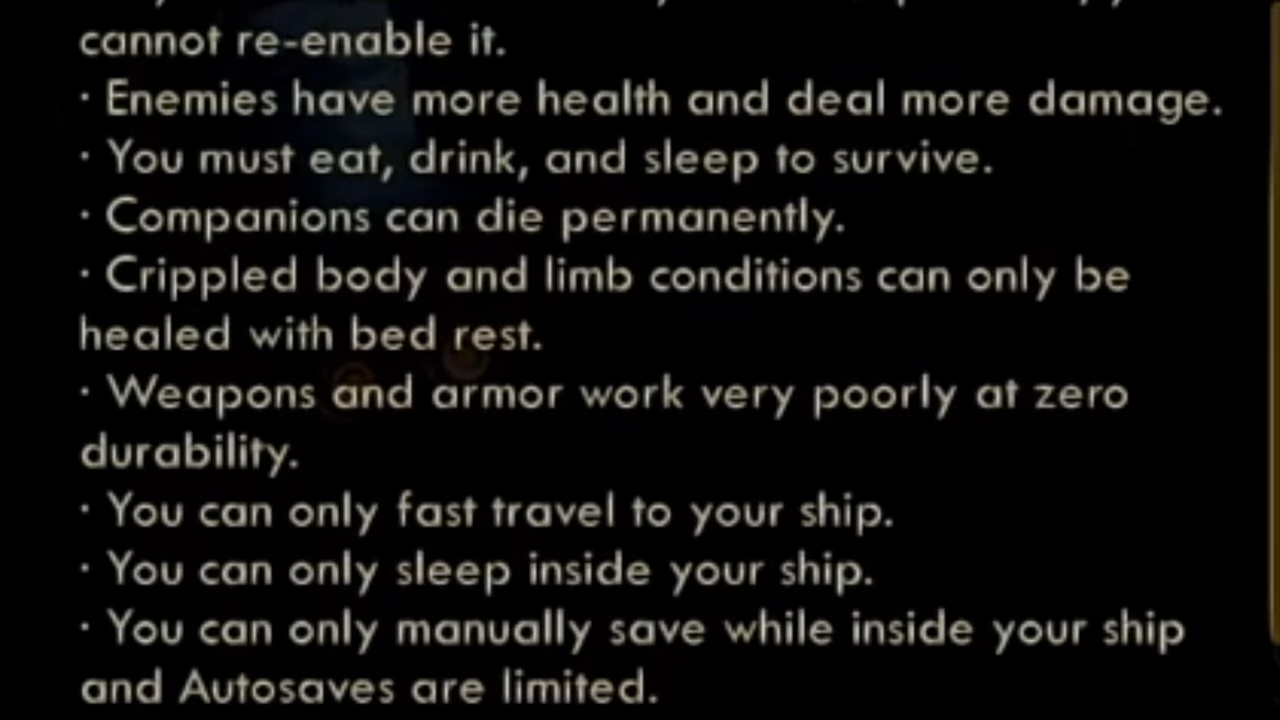 cannot re-enable it.
· Enemies have more health and deal more damage.
· You must eat, drink, and sleep to survive.
· Companions can die permanently.
· Crippled body and limb conditions can only be
healed with bed rest.
· Weapons and armor work very poorly at zero
durability.
· You can only fast travel to your ship.
· You can only sleep inside your ship.
· You can only manually save while inside your ship
and Autosaves are limited.